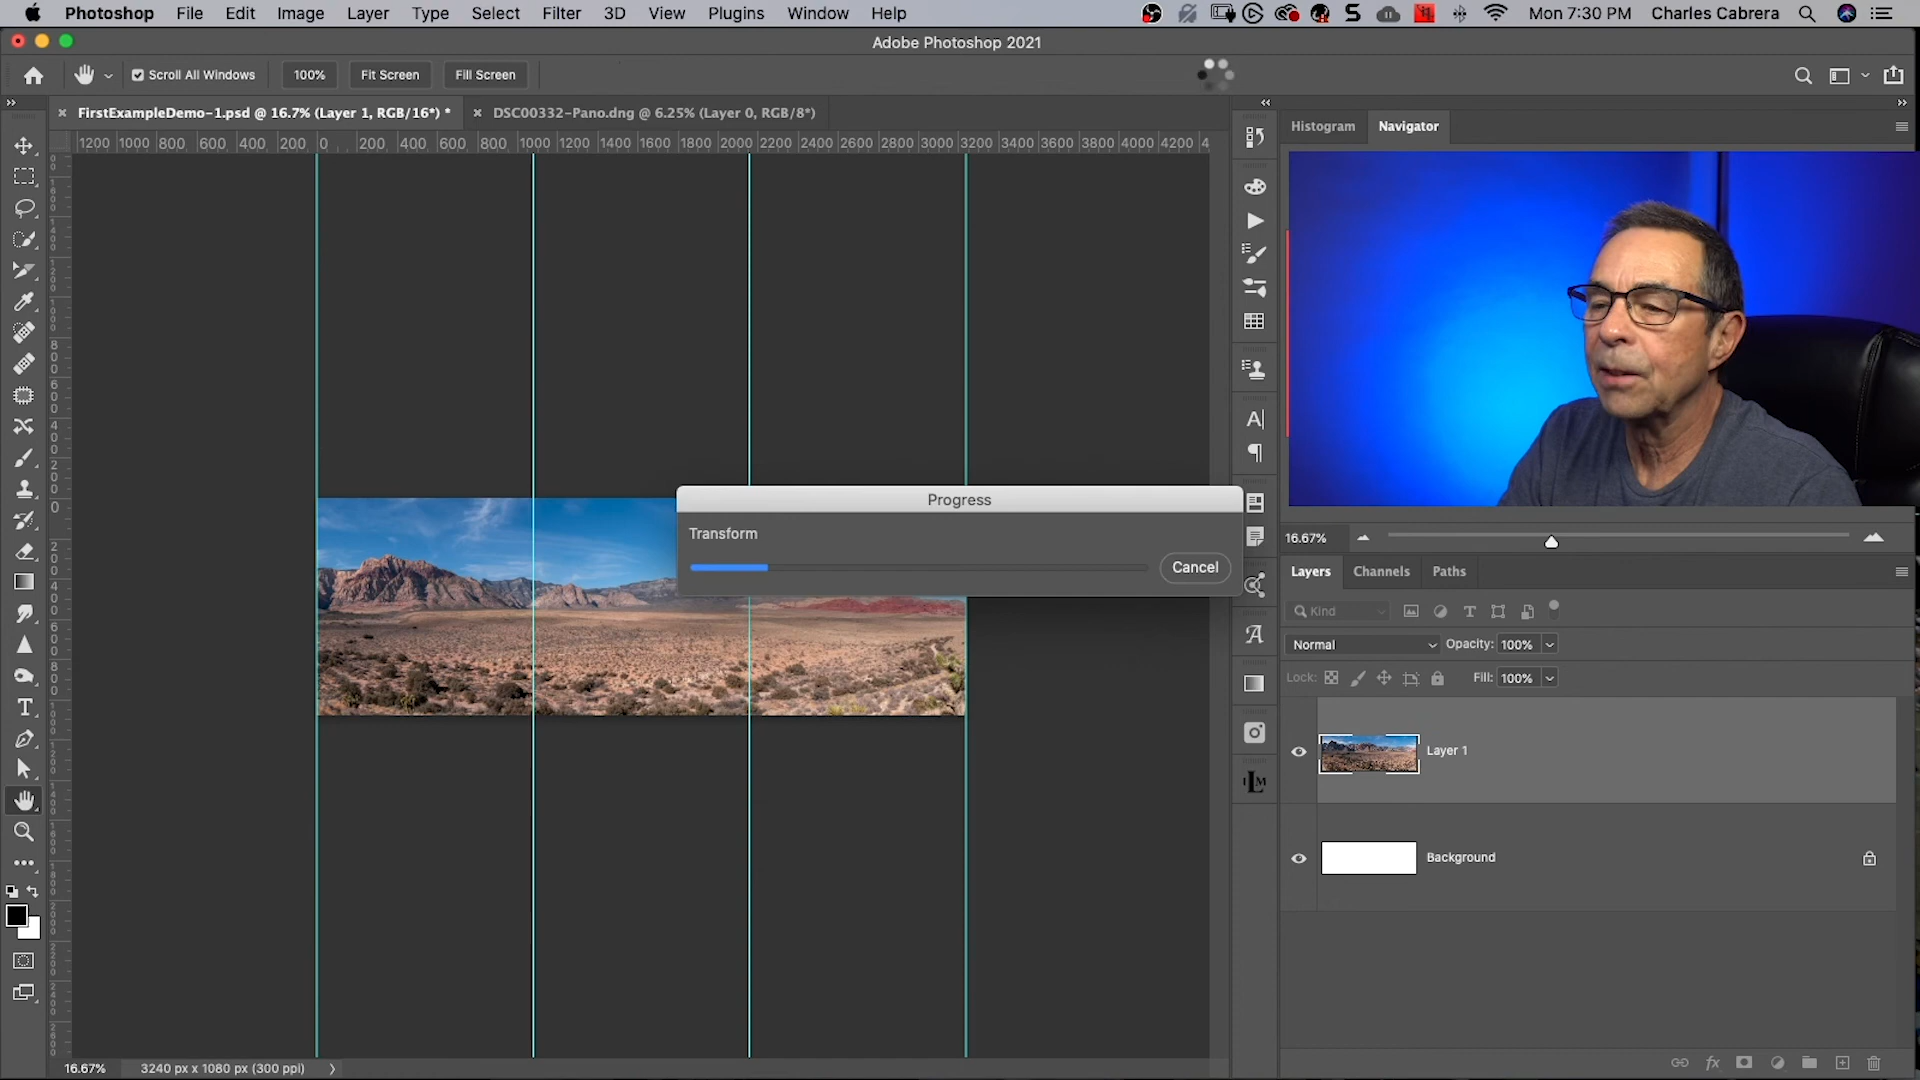 Photoshop File Edit Image Layer Type Select Filter 3D View Plugins Window Help Mon 7:30 PM Charles Cabrera
Adobe Photoshop 2021
Scroll All Windows 100% Fit Screen Fill Screen
FirstExampleDemo-1.psd @ 16.7% (Layer 1, RGB/16*) * DSC00332-Pano.dng @ 6.25% (Layer 0, RGB/8*)
1200 1000 800 600 400 200 0 200 400 600 800 1000 1200 1400 1600 1800 2000 2200 2400 2600 2800 3000 3200 3400 3600 3800 4000 4200 4
Histogram Navigator
Progress
Transform
Cancel
16.67%
Layers Channels Paths
Kind
Normal Opacity: 100%
Lock: Fill: 100%
Layer 1
Background
16.67% 3240 px x 1080 px (300 ppi)